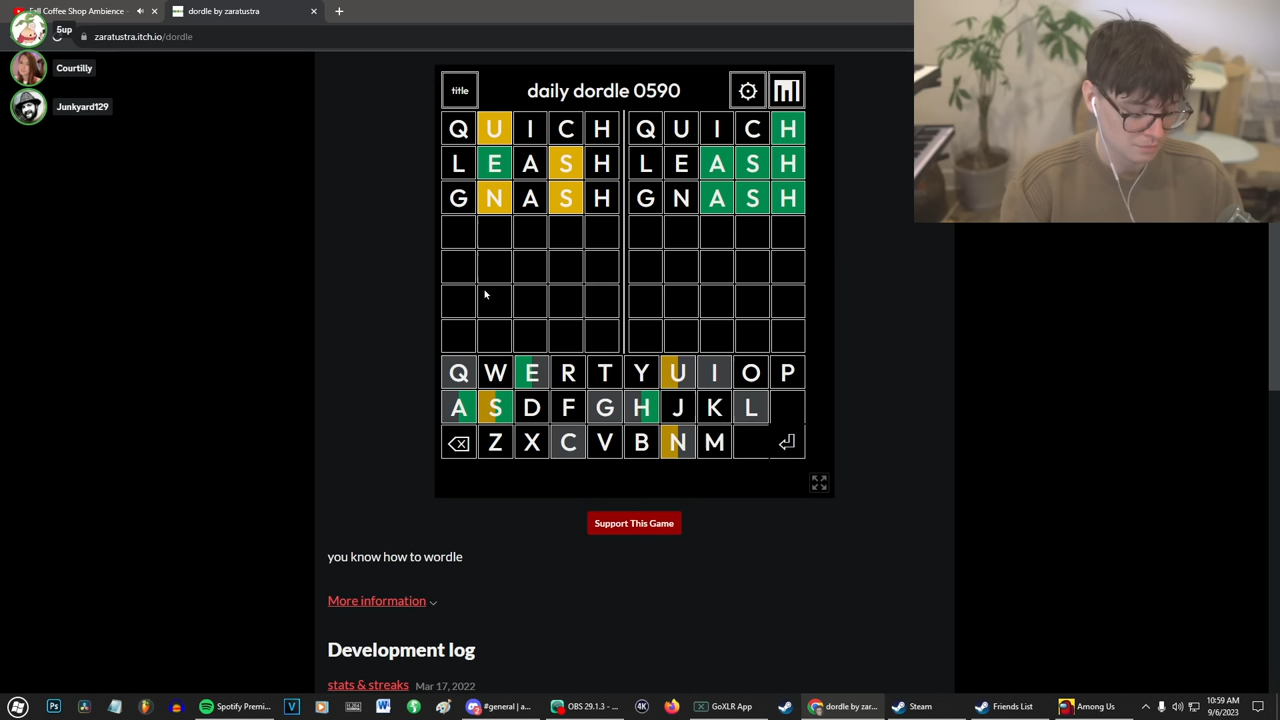 Fall Coffee Shop Ambience -
dordle by zaratustra
5up
zaratustra.itch.io/dordle
Courtilly
Junkyard129
title
daily dordle 0590
Q U I C H Q U I C H
L E A S H L E A S H
G N A S H G N A S H
Q W E R T Y U I O P
A S D F G H J K L
Z X C V B N M
Support This Game
you know how to wordle
More information
Development log
stats & streaks Mar 17, 2022
Spotify Premi...
#general | a...
OBS 29.1.3 - ...
GoXLR App
dordle by zar...
Steam
Friends List
Among Us
10:59 AM
9/6/2023